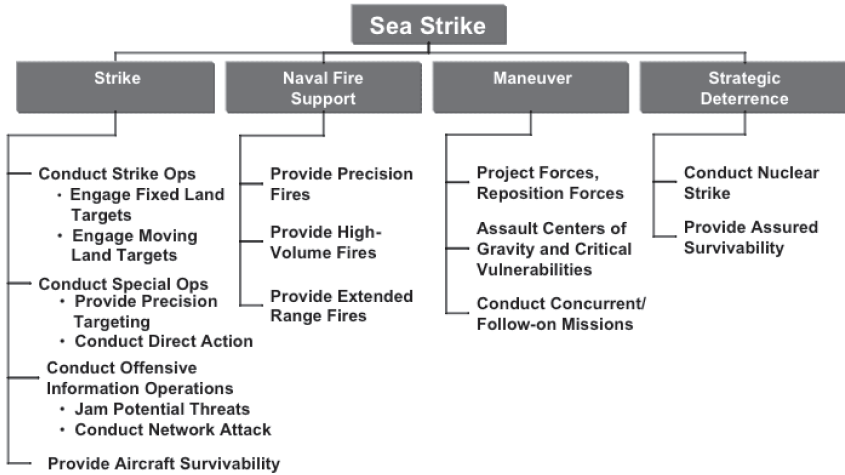 Sea Strike
Strike
Naval Fire
Support
Maneuver
Strategic
Deterrence
Conduct Strike Ops
• Engage Fixed Land
Targets
• Engage Moving
Land Targets
Conduct Special Ops
• Provide Precision
Targeting
• Conduct Direct Action
Conduct Offensive
Information Operations
• Jam Potential Threats
• Conduct Network Attack
Provide Aircraft Survivability
Provide Precision
Fires
Provide High-
Volume Fires
Provide Extended
Range Fires
Project Forces,
Reposition Forces
Assault Centers of
Gravity and Critical
Vulnerabilities
Conduct Concurrent/
Follow-on Missions
Conduct Nuclear
Strike
Provide Assured
Survivability